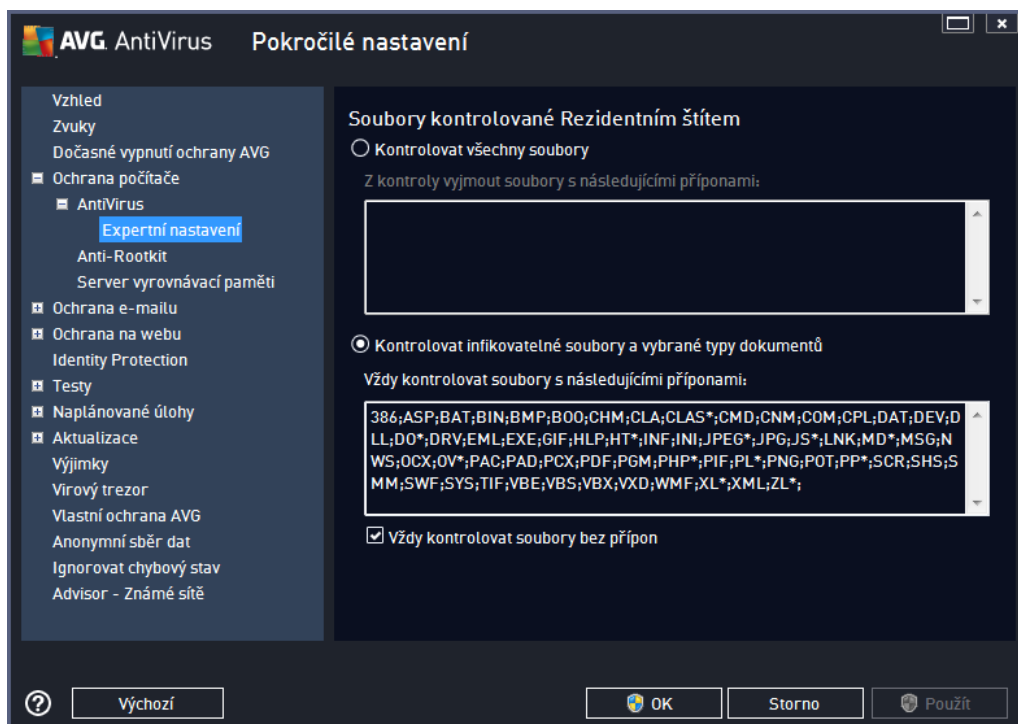 AVG. AntiVirus Pokročilé nastavení
Vzhled
Zvuky
Dočasné vypnutí ochrany AVG
Ochrana počítače
AntiVirus
Expertní nastavení
Anti-Rootkit
Server vyrovnávací paměti
Ochrana e-mailu
Ochrana na webu
Identity Protection
Testy
Naplánované úlohy
Aktualizace
Výjimky
Virový trezor
Vlastní ochrana AVG
Anonymní sběr dat
Ignorovat chybový stav
Advisor - Známé sítě
Soubory kontrolované Rezidentním štítem
Kontrolovat všechny soubory
Z kontroly vyjmout soubory s následujícími příponami:
Kontrolovat infikovatelné soubory a vybrané typy dokumentů
Vždy kontrolovat soubory s následujícími příponami:
386;ASP;BAT;BIN;BMP;BOO;CHM;CLA;CLAS*;CMD;CNM;COM;CPL;DAT;DEV;D
LL;DO*;DRV;EML;EXE;GIF;HLP;HT*;INF;INI;JPEG*;JPG;JS*;LNK;MD*;MSG;N
WS;OCX;OV*;PAC;PAD;PCX;PDF;PGM;PHP*;PIF;PL*;PNG;POT;PP*;SCR;SHS;S
MM;SWF;SYS;TIF;VBE;VBS;VBX;VXD;WMF;XL*;XML;ZL*;
Vždy kontrolovat soubory bez přípon
Výchozí
OK
Storno
Použít